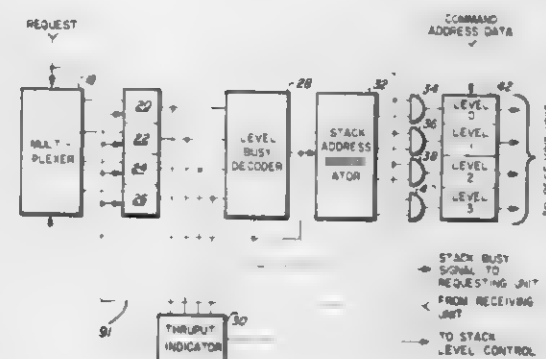 REQUEST
COMMAND
ADDRESS DATA
18
20
22
24
26
MULTI-
PLEXER
28
LEVEL
BUSY
DECODER
32
STACK
ADDRESS
ATOR
34
36
38
42
LEVEL
0
LEVEL
1
LEVEL
2
LEVEL
3
STACK BUSY
SIGNAL TO
REQUESTING UNIT
FROM RECEIVING
UNIT
TO STACK
LEVEL CONTROL
91
30
THRUPUT
INDICATOR